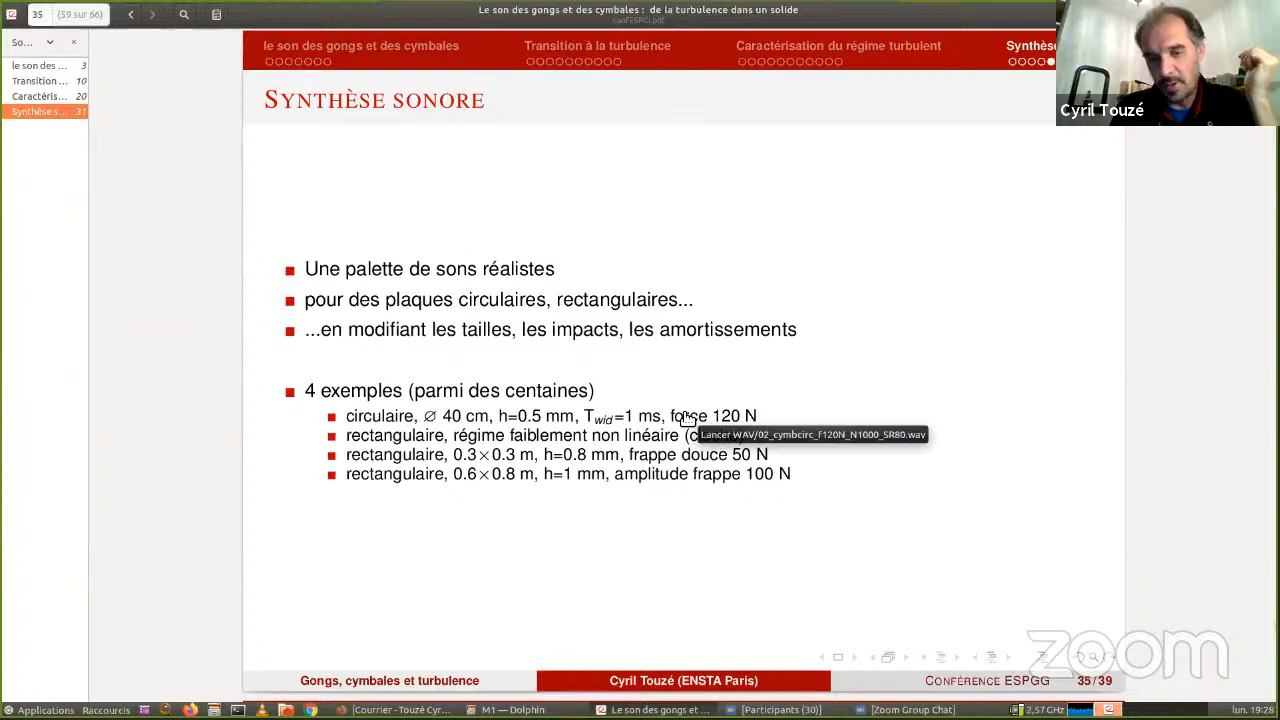 Le son des gongs et des cymbales : de la turbulence dans un solide
confESPCI.pdf
35 (59 sur 66)
So...
le son des ... 3
Transition ... 10
Caractéris... 20
Synthèse s... 31
le son des gongs et des cymbales Transition à la turbulence Caractérisation du régime turbulent Synthèse
SYNTHÈSE SONORE
Cyril Touzé
Une palette de sons réalistes
pour des plaques circulaires, rectangulaires...
...en modifiant les tailles, les impacts, les amortissements
4 exemples (parmi des centaines)
circulaire, ∅ 40 cm, h=0.5 mm, Twid=1 ms, force 120 N
Lancer WAV/02_cymbcirc_f120N_N1000_SR80.wav
rectangulaire, régime faiblement non linéaire
rectangulaire, 0.3×0.3 m, h=0.8 mm, frappe douce 50 N
rectangulaire, 0.6×0.8 m, h=1 mm, amplitude frappe 100 N
zoom
Gongs, cymbales et turbulence Cyril Touzé (ENSTA Paris) CONFÉRENCE ESPGG 35/39
Applications Raccourcis [Courrier - Touzé Cyr... M1 — Dolphin Le son des gongs et ... [Participants (30)] [Zoom Group Chat] 2,57 GHz lun. 19:28